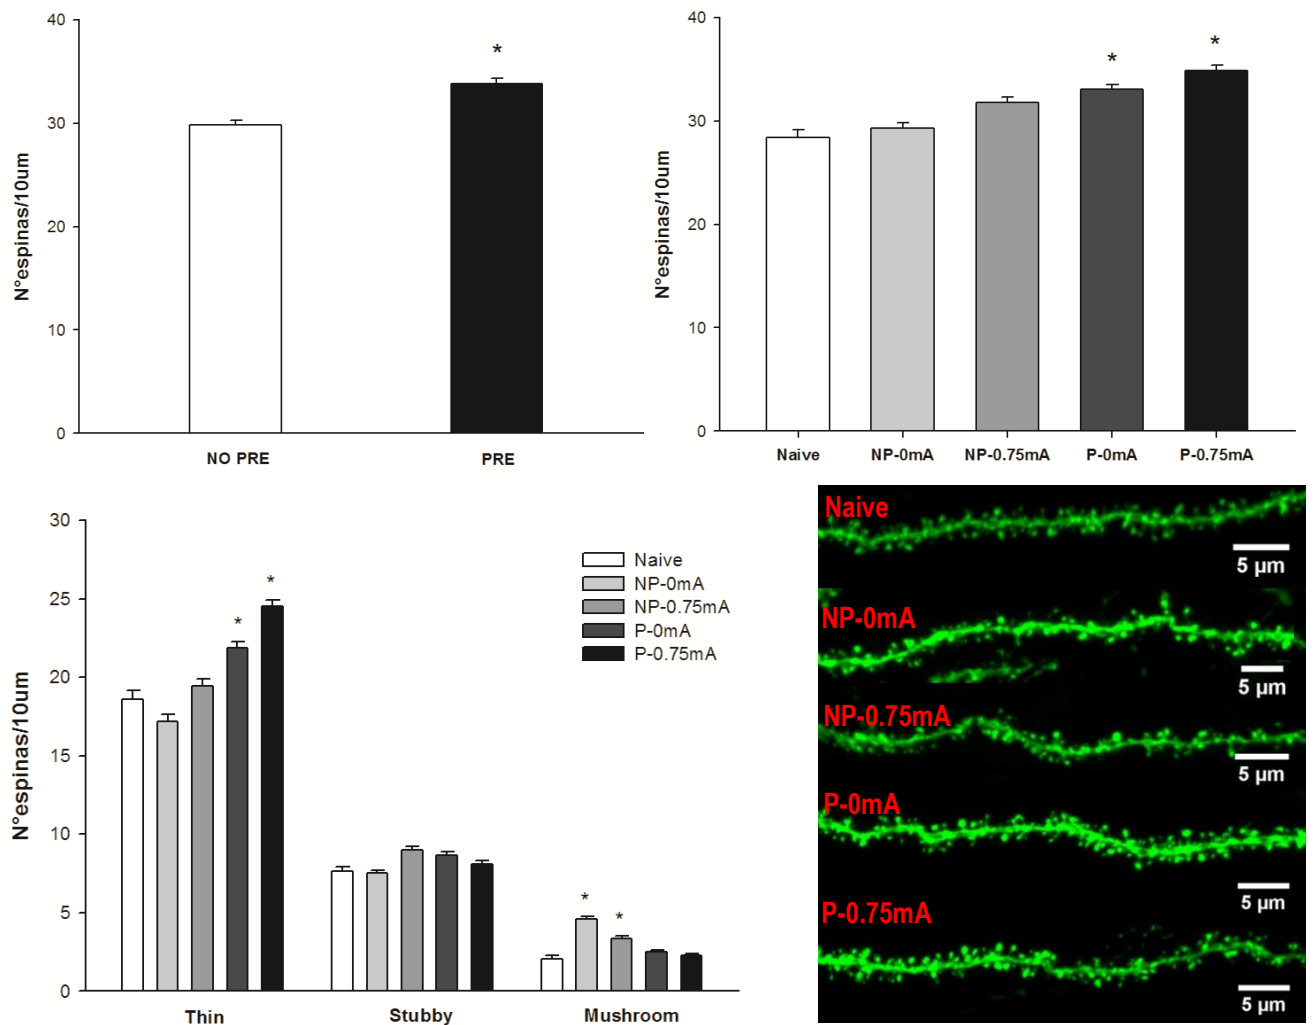 40
30
20
10
0
N°espinas/10um
*
NO PRE
PRE
40
30
20
10
0
N°espinas/10um
*
*
Naive
NP-0mA
NP-0.75mA
P-0mA
P-0.75mA
30
25
20
15
10
5
0
N°espinas/10um
*
*
*
*
Naive
NP-0mA
NP-0.75mA
P-0mA
P-0.75mA
Thin
Stubby
Mushroom
Naive
5 µm
NP-0mA
5 µm
NP-0.75mA
5 µm
P-0mA
5 µm
P-0.75mA
5 µm